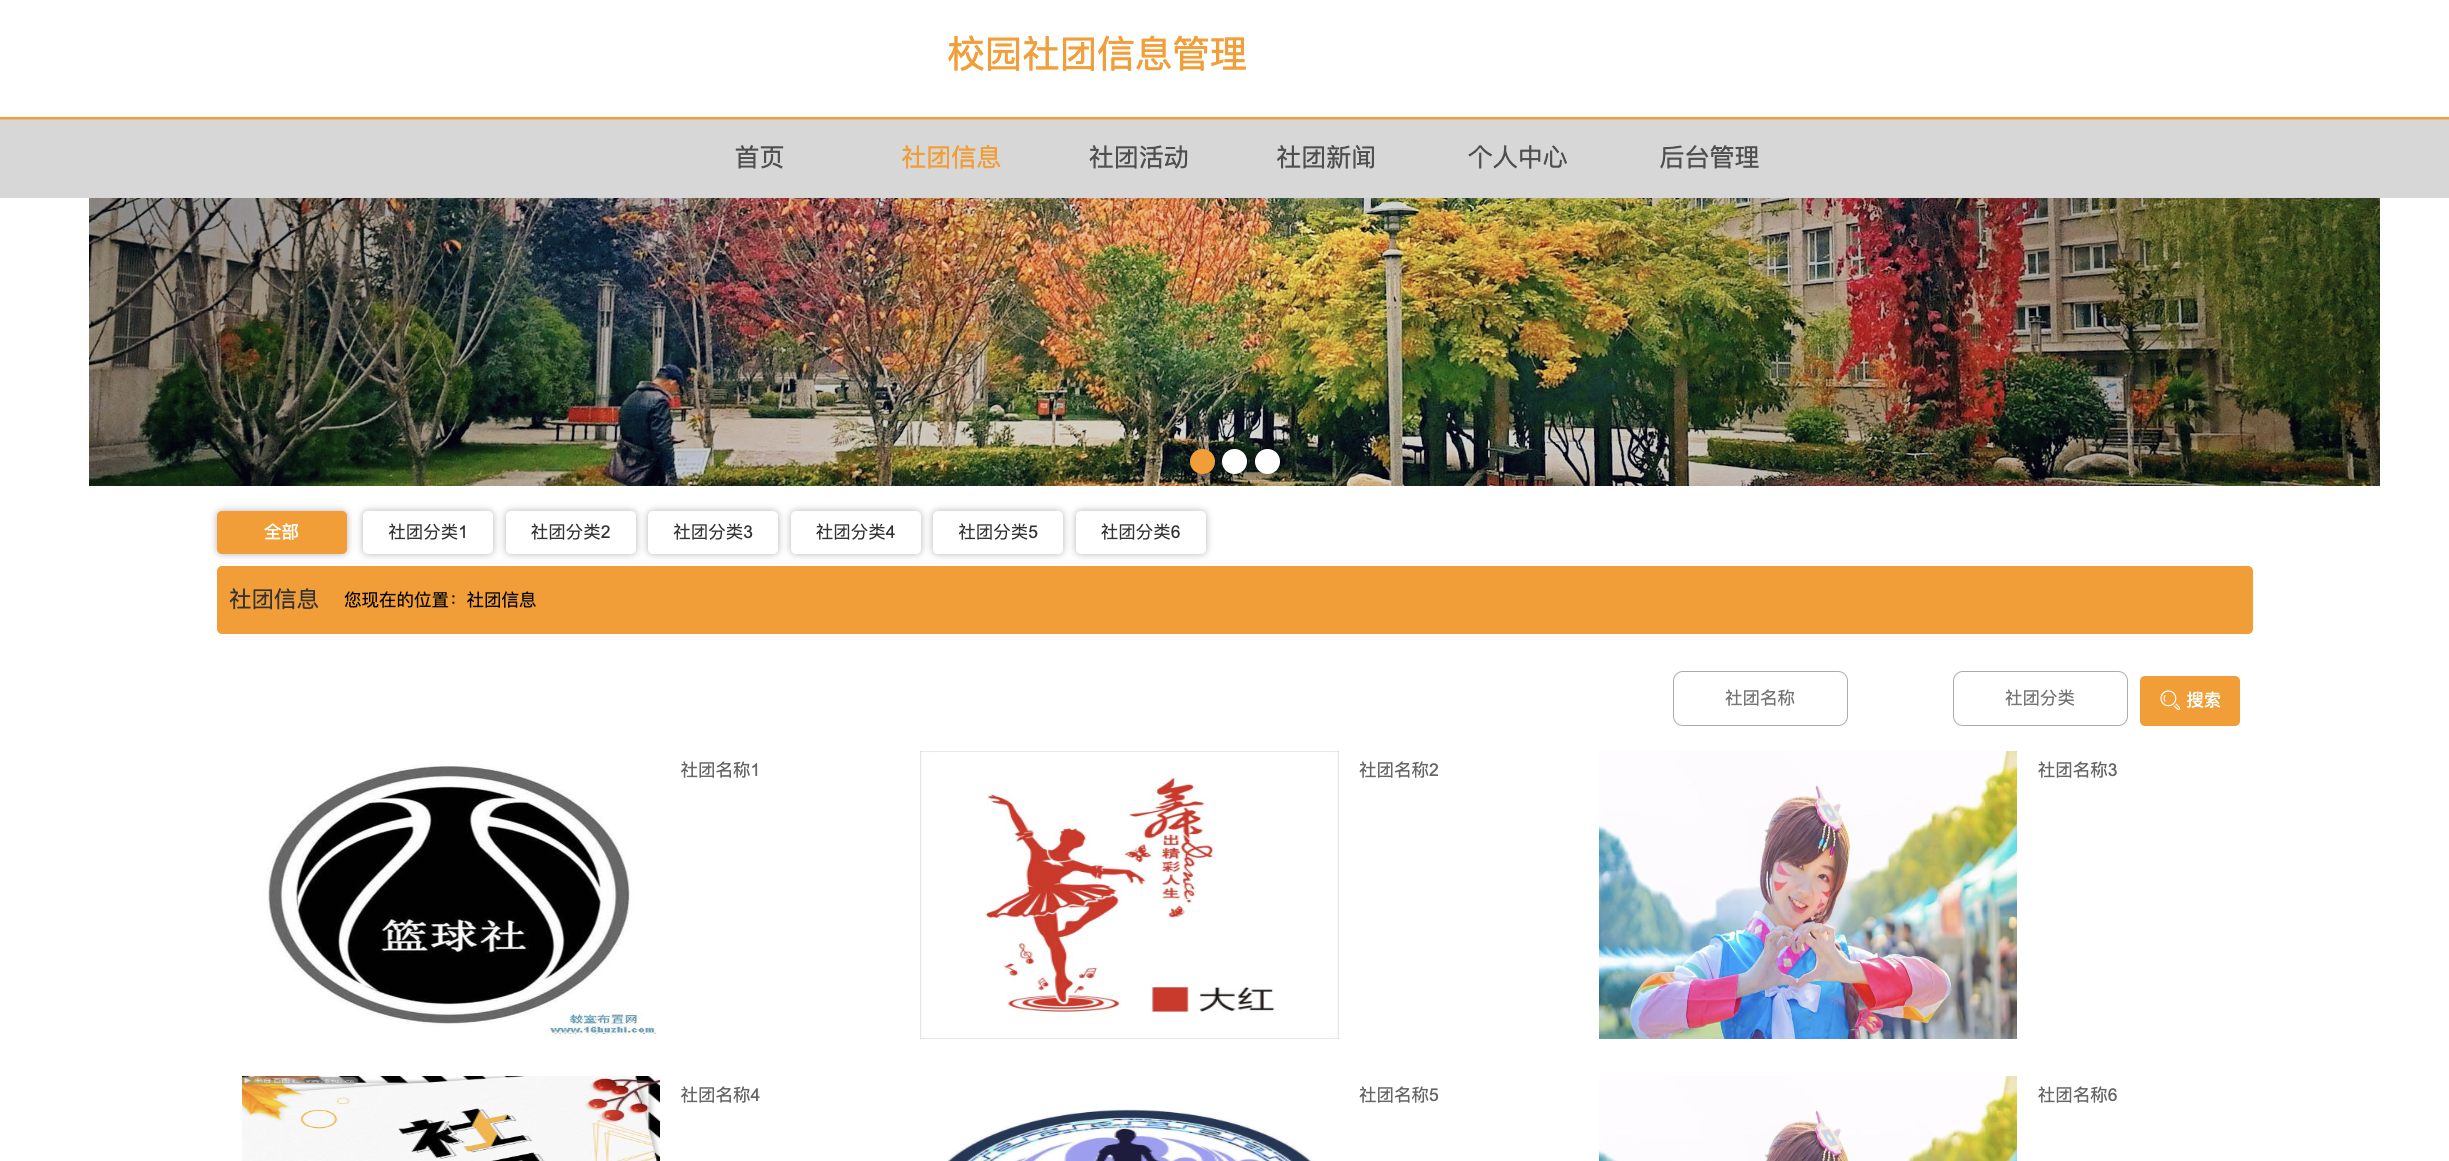 校园社团信息管理
首页 社团信息 社团活动 社团新闻 个人中心 后台管理
全部 社团分类1 社团分类2 社团分类3 社团分类4 社团分类5 社团分类6
社团信息 您现在的位置：社团信息
社团名称 社团分类 搜索
社团名称1
篮球社
教室布置网
www.16buzhi.com
社团名称2
舞
出精彩人生
dance
大红
社团名称3
社团名称4
社
社团名称5
社团名称6